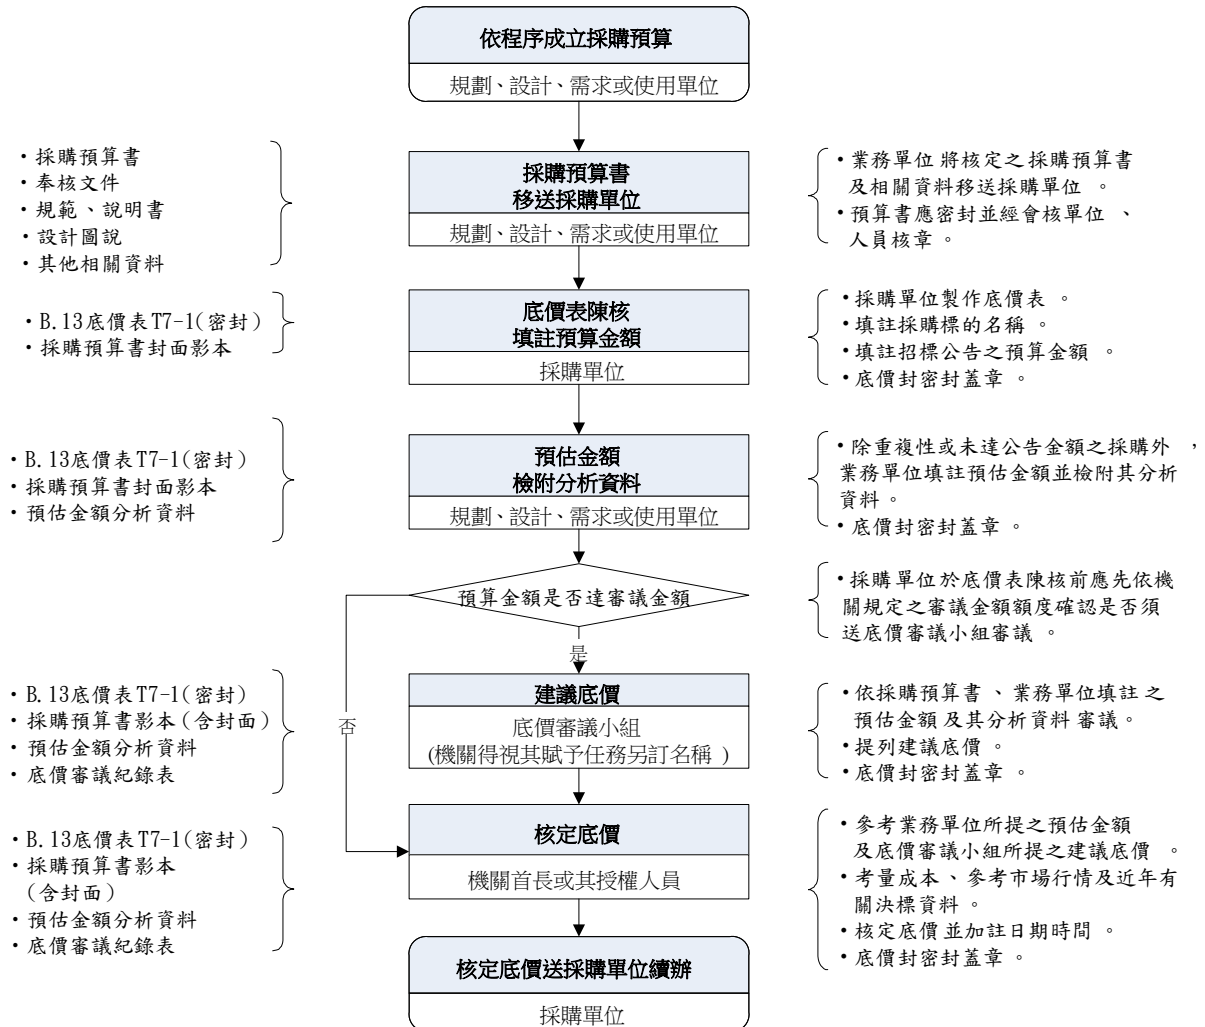 依程序成立採購預算
規劃、設計、需求或使用單位
・採購預算書
・奉核文件
・規範、說明書
・設計圖說
・其他相關資料
採購預算書
移送採購單位
規劃、設計、需求或使用單位
・業務單位將核定之採購預算書
及相關資料移送採購單位。
・預算書應密封並經會核單位、
人員核章。
・B.13底價表T7-1(密封)
・採購預算書封面影本
底價表陳核
填註預算金額
採購單位
・採購單位製作底價表。
・填註採購標的名稱。
・填註招標公告之預算金額。
・底價封密封蓋章。
・B.13底價表T7-1(密封)
・採購預算書封面影本
・預估金額分析資料
預估金額
檢附分析資料
規劃、設計、需求或使用單位
・除重複性或未達公告金額之採購外，
業務單位填註預估金額並檢附其分析
資料。
・底價封密封蓋章。
預算金額是否達審議金額
・採購單位於底價表陳核前應先依機
關規定之審議金額額度確認是否須
送底價審議小組審議。
是
否
・B.13底價表T7-1(密封)
・採購預算書影本(含封面)
・預估金額分析資料
・底價審議紀錄表
建議底價
底價審議小組
(機關得視其賦予任務另訂名稱)
・依採購預算書、業務單位填註之
預估金額及其分析資料審議。
・提列建議底價。
・底價封密封蓋章。
・B.13底價表T7-1(密封)
・採購預算書影本
(含封面)
・預估金額分析資料
・底價審議紀錄表
核定底價
機關首長或其授權人員
・參考業務單位所提之預估金額
及底價審議小組所提之建議底價。
・考量成本、參考市場行情及近年有
關決標資料。
・核定底價並加註日期時間。
・底價封密封蓋章。
核定底價送採購單位續辦
採購單位